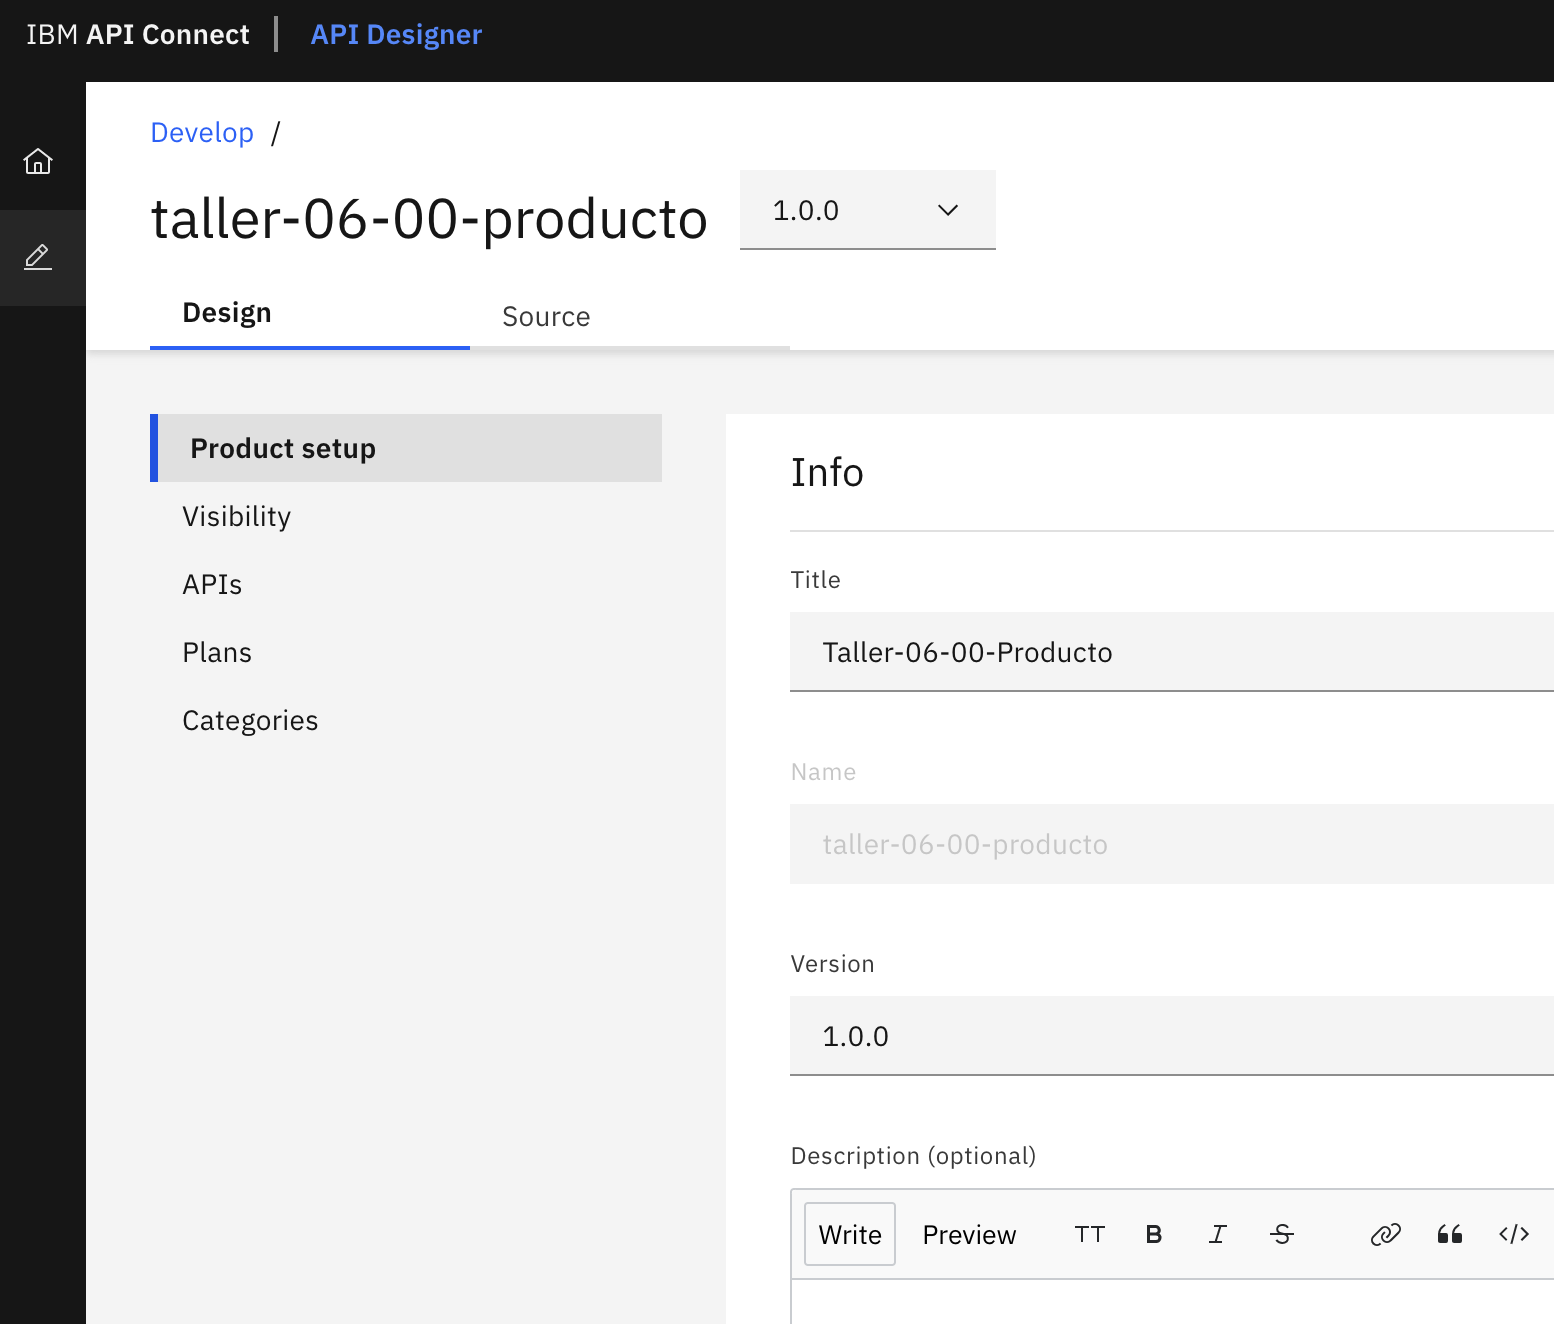 IBM API Connect | API Designer
Develop /
taller-06-00-producto
1.0.0
Design
Source
Product setup
Visibility
APIs
Plans
Categories
Info
Title
Taller-06-00-Producto
Name
taller-06-00-producto
Version
1.0.0
Description (optional)
Write Preview TT B I S “ </>